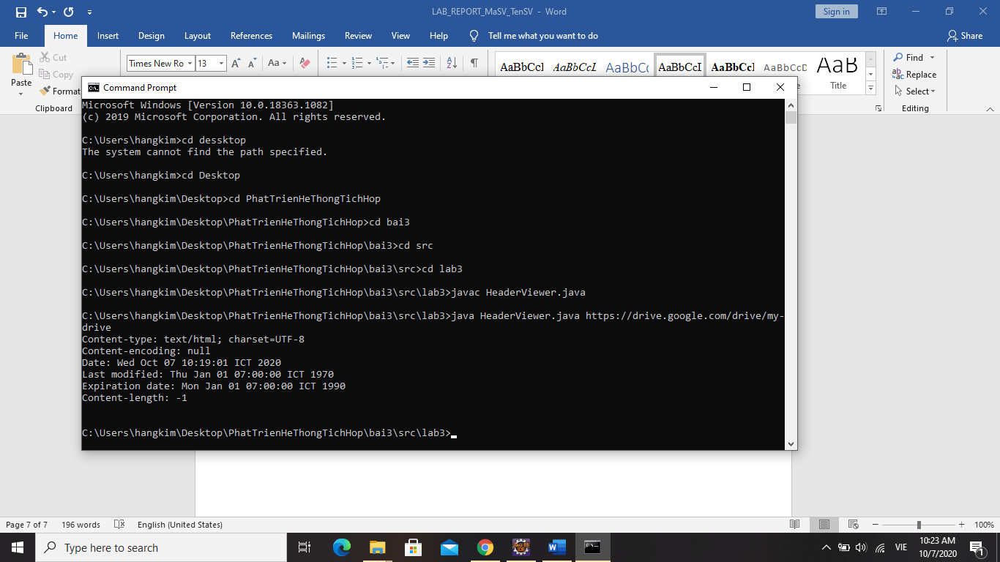 LAB_REPORT_MaSV_TenSV - Word
Sign in
File Home Insert Design Layout References Mailings Review View Help Tell me what you want to do Share
Paste
Cut
Copy
Format
Clipboard
Times New Ro 13
Aa
AaBbCcI AaBbCcI AaBbCc AaBbCcI AaBbCcI AaBbCcD AaB
Title
Find
Replace
Select
Editing
Command Prompt
Microsoft Windows [Version 10.0.18363.1082]
(c) 2019 Microsoft Corporation. All rights reserved.
C:\Users\hangkim>cd dessktop
The system cannot find the path specified.
C:\Users\hangkim>cd Desktop
C:\Users\hangkim\Desktop>cd PhatTrienHeThongTichHop
C:\Users\hangkim\Desktop\PhatTrienHeThongTichHop>cd bai3
C:\Users\hangkim\Desktop\PhatTrienHeThongTichHop\bai3>cd src
C:\Users\hangkim\Desktop\PhatTrienHeThongTichHop\bai3\src>cd lab3
C:\Users\hangkim\Desktop\PhatTrienHeThongTichHop\bai3\src\lab3>javac HeaderViewer.java
C:\Users\hangkim\Desktop\PhatTrienHeThongTichHop\bai3\src\lab3>java HeaderViewer.java https://drive.google.com/drive/my-
drive
Content-type: text/html; charset=UTF-8
Content-encoding: null
Date: Wed Oct 07 10:19:01 ICT 2020
Last modified: Thu Jan 01 07:00:00 ICT 1970
Expiration date: Mon Jan 01 07:00:00 ICT 1990
Content-length: -1
C:\Users\hangkim\Desktop\PhatTrienHeThongTichHop\bai3\src\lab3>
Page 7 of 7 196 words English (United States) 100%
Type here to search
VIE
10:23 AM
10/7/2020
1